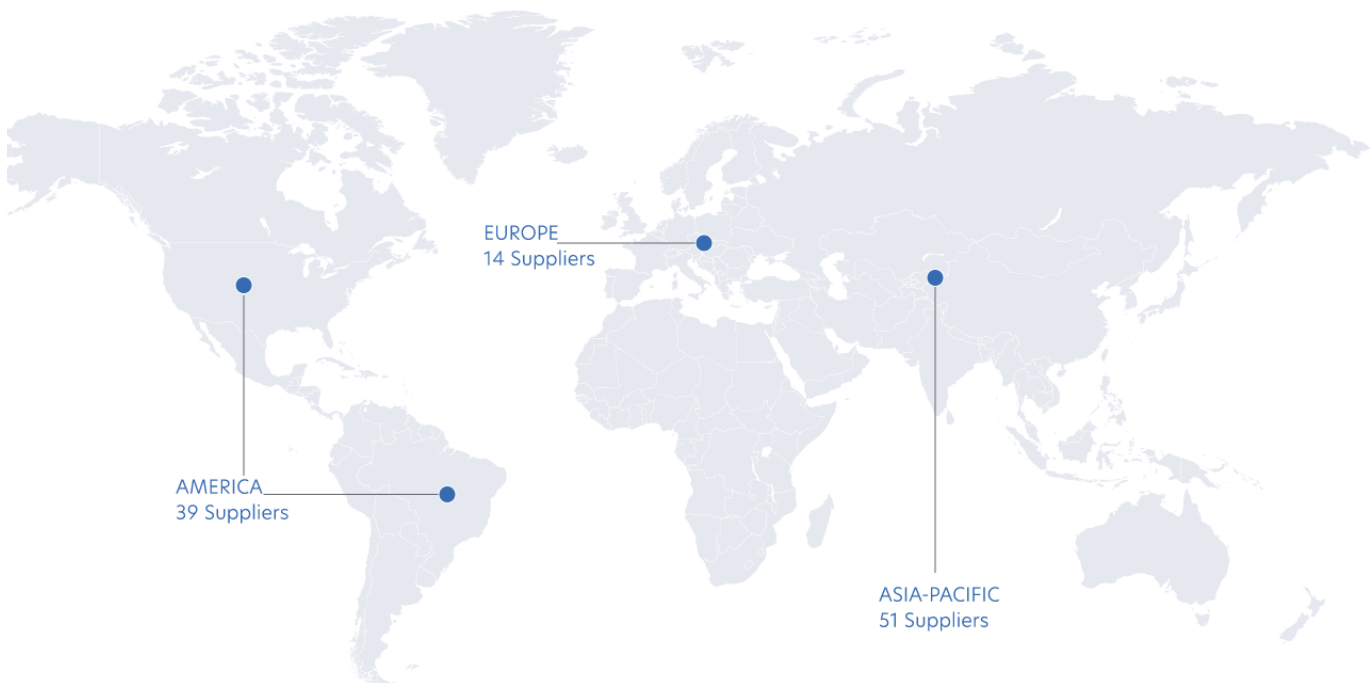 EUROPE
14 Suppliers
AMERICA
39 Suppliers
ASIA-PACIFIC
51 Suppliers